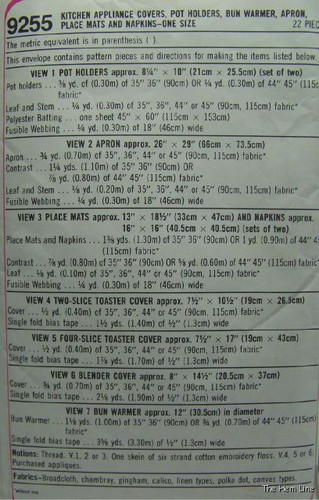 9255 KITCHEN APPLIANCE COVERS, POT HOLDERS, BUN WARMER, APRON,
PLACE MATS AND NAPKINS—ONE SIZE 22 PIEC
The metric equivalent is in parenthesis ( ).
This envelope contains pattern pieces and directions for making the items listed below.
VIEW 1 POT HOLDERS approx. 8¼" × 10" (21cm × 25.5cm) (set of two)
Pot holders . . . ⅜ yd. of (0.30m) of 35" 36" (90cm) OR ¼ yd. (0.30m) of 44" 45" (115cm)
fabric*
Leaf and Stem . . . ¼ yd. (0.30m) of 35", 36", 44" or 45" (90cm, 115cm) fabric*
Polyester Batting . . . one sheet 45" × 60" (115cm × 153cm)
Fusible Webbing . . . ¼ yd. (0.30m) of 18" (46cm) wide
VIEW 2 APRON approx. 26" × 29" (66cm × 73.5cm)
Apron . . . ¾ yd. (0.70m) of 35", 36", 44" or 45" (90cm, 115cm) fabric*
Contrast . . . 1¼ yds. (1.10m) of 35" 36" (90cm) OR
⅞ yd. (0.80m) of 44" 45" (115cm) fabric*
Leaf and Stem . . . yd. (0.20m) of 35", 36", 44" or 45" (90cm, 115cm) fabric*
Fusible Webbing . . . ¼ yd. (0.30m) of 18" (46cm) wide
VIEW 3 PLACE MATS approx. 13" × 18½" (33cm × 47cm) AND NAPKINS approx.
16" × 16" (40.5cm × 40.5cm) (sets of two)
Place Mats and Napkins . . . 1⅜ yds. (1.30m) of 35" 36" (90cm) OR 1 yd. (0.90m) of 44" 45"
(115cm) fabric*
Contrast . . . ⅞ yd. (0.80m) of 35" 36" (90cm) OR ⅝ yd. (0.60m) of 44" 45" (115cm) fabric*
Leaf . . . ⅛ yd. (0.10m) of 35", 36", 44" or 45" (90cm, 115cm) fabric*
Fusible Webbing . . . ¼ yd. (0.30m) of 18" (46cm) wide
VIEW 4 TWO-SLICE TOASTER COVER approx. 7½" × 10½" (19cm × 26.5cm)
Cover . . . ½ yd. (0.40m) of 35", 36", 44" or 45" (90cm, 115cm) fabric*
Single fold bias tape . . . 1½ yds. (1.40m) of ½" (1.3cm) wide
VIEW 5 FOUR-SLICE TOASTER COVER approx. 7½" × 17" (19cm × 43cm)
Cover . . . ½ yd. (0.40m) of 35", 36", 44" or 45" (90cm, 115cm) fabric*
Single fold bias tape . . . 1⅞ yds. (1.70m) of ½" (1.3cm) wide
VIEW 6 BLENDER COVER approx. 8" × 14½" (20.5cm × 37cm)
Cover . . . ¾ yd. (0.70m) of 35", 36", 44" or 45" (90cm, 115cm) fabric*
Single fold bias tape . . . yds. (1.90m) of ½" (1.3cm) wide
VIEW 7 BUN WARMER approx. 12" (30.5cm) in diameter
Bun Warmer . . . 1⅛ yds. (1.00m) of 35" 36" (90cm) OR ¾ yd. (0.70m) of 44" 45" (115cm)
fabric*
Single fold bias tape . . . 3⅝ yds. (3.30m) of ½" (1.3cm) wide
Notions: Thread. V.1, 2 or 3. One skein of six strand cotton embroidery floss. V.4, 5 or 6.
Purchased appliques.
Fabrics—Broadcloth, chambray, gingham, calico, linen types, polka dot, canvas types.
*without nap
The Hem Line